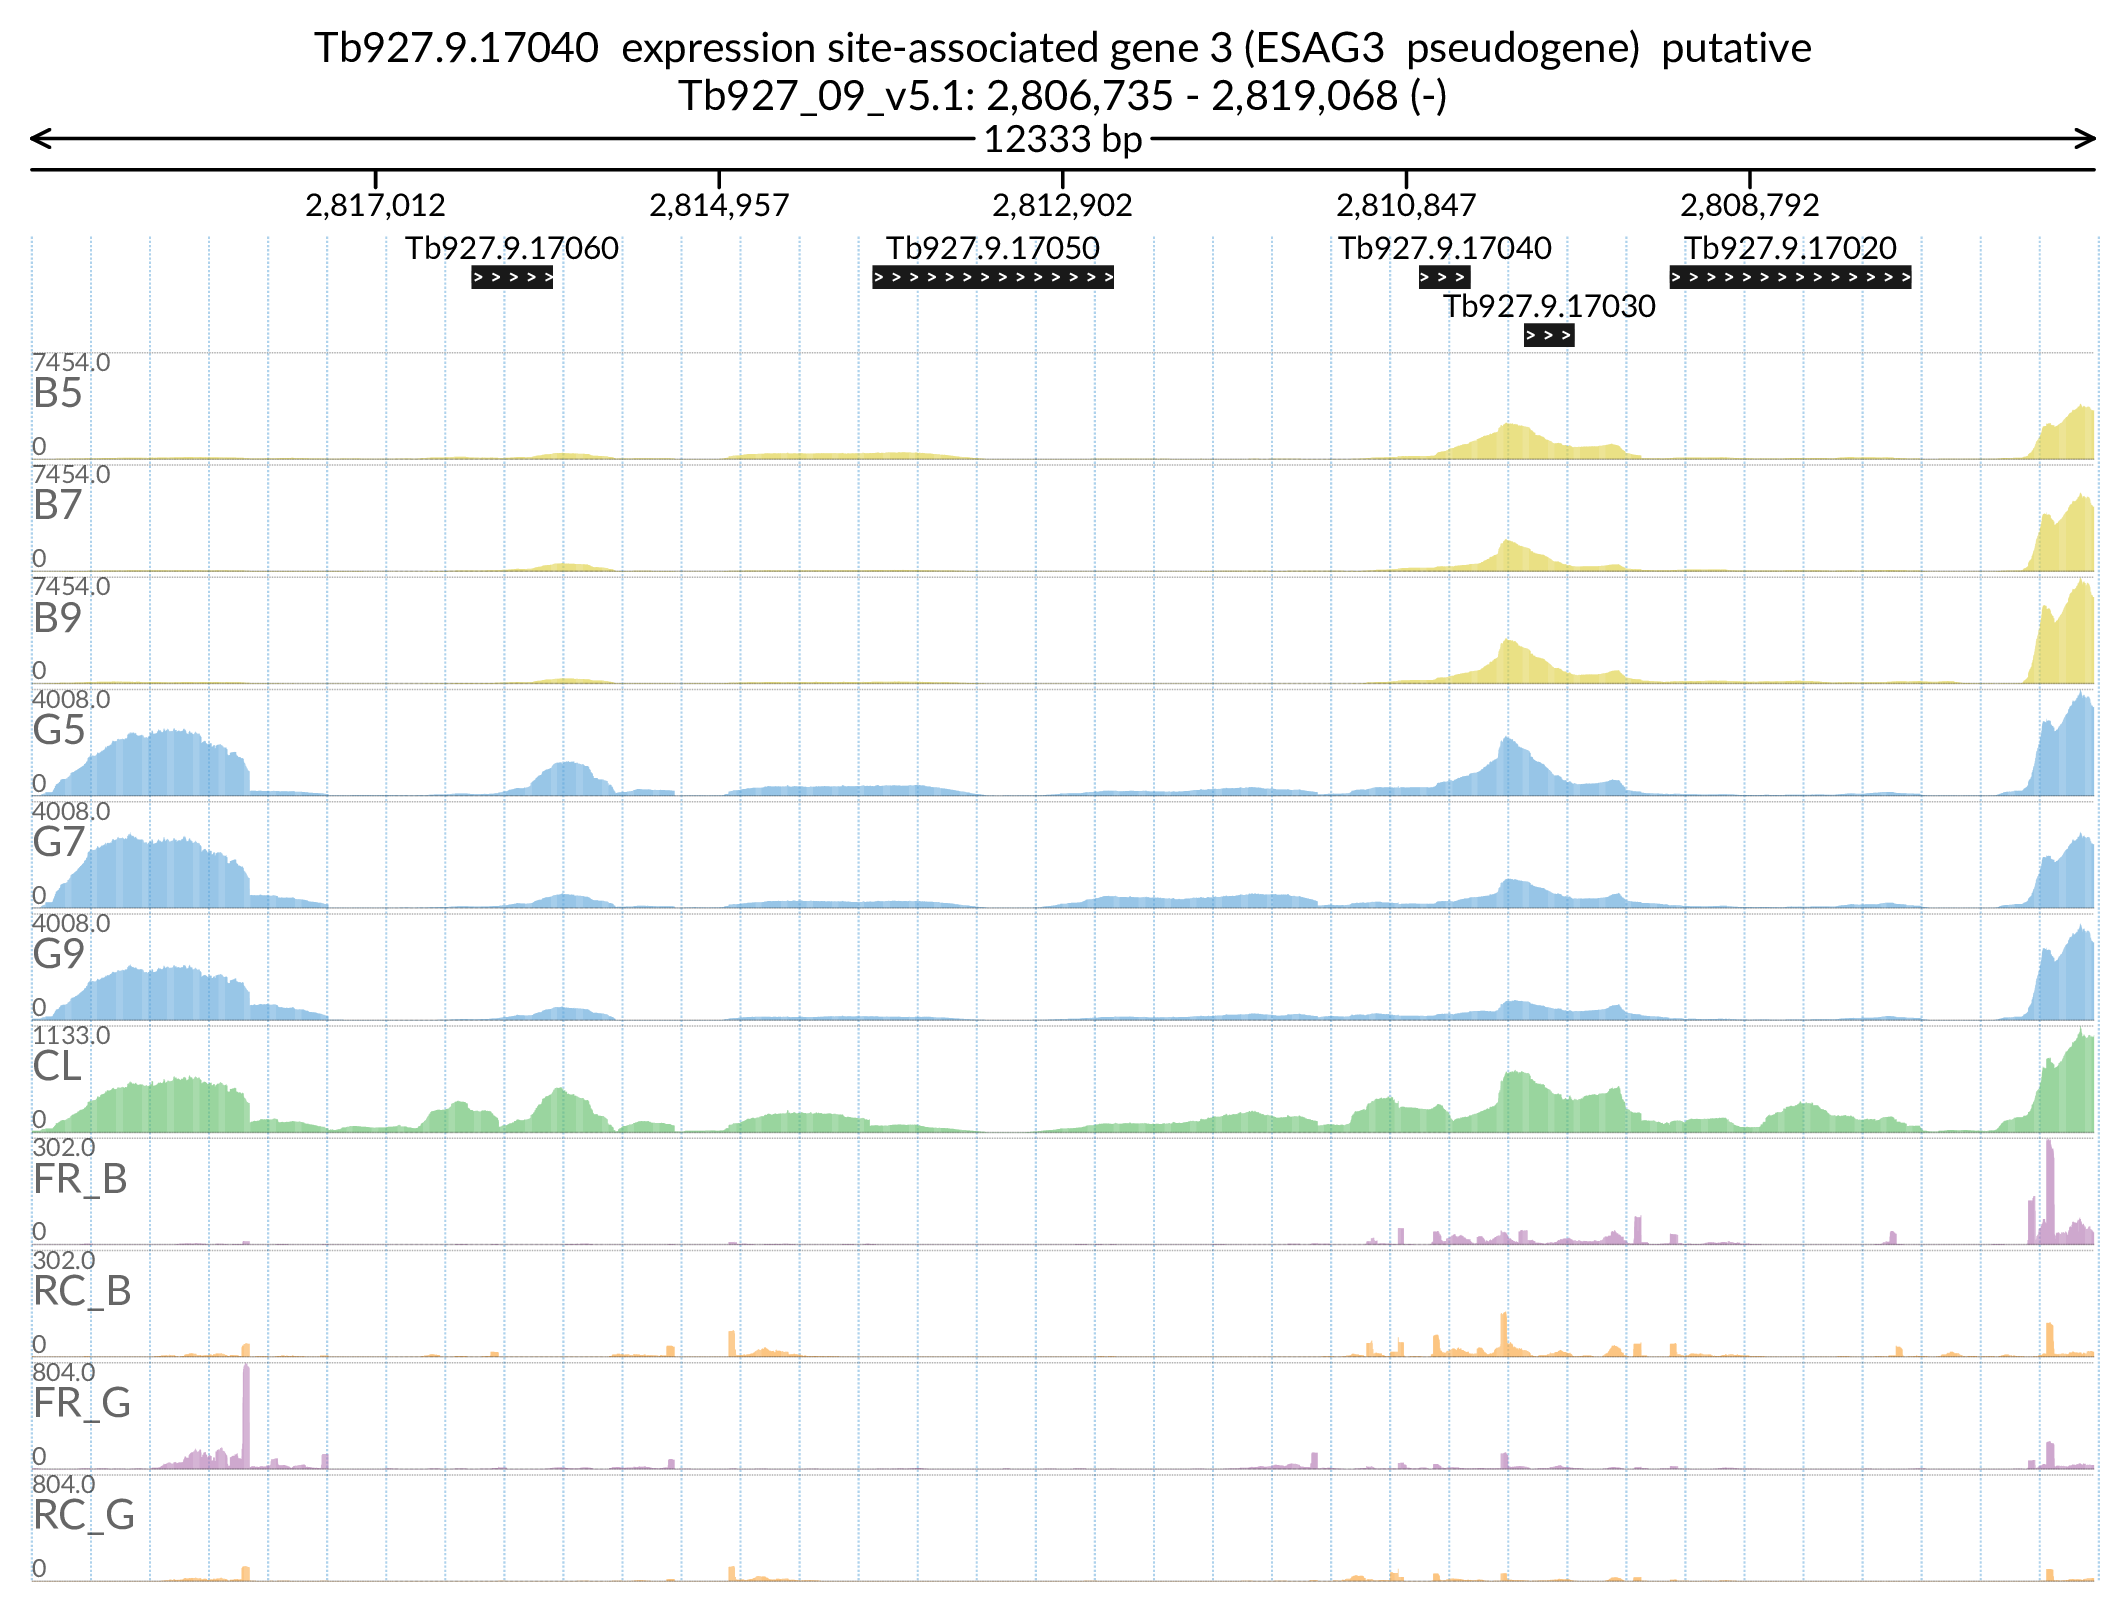 Tb927.9.17040  expression site-associated gene 3 (ESAG3  pseudogene)  putative
Tb927_09_v5.1: 2,806,735 - 2,819,068 (-)
12333 bp
2,817,012 2,814,957 2,812,902 2,810,847 2,808,792
Tb927.9.17060 Tb927.9.17050 Tb927.9.17040 Tb927.9.17020
Tb927.9.17030
7454.0
B5
0
7454.0
B7
0
7454.0
B9
0
4008.0
G5
0
4008.0
G7
0
4008.0
G9
0
1133.0
CL
0
302.0
FR_B
0
302.0
RC_B
0
804.0
FR_G
0
804.0
RC_G
0